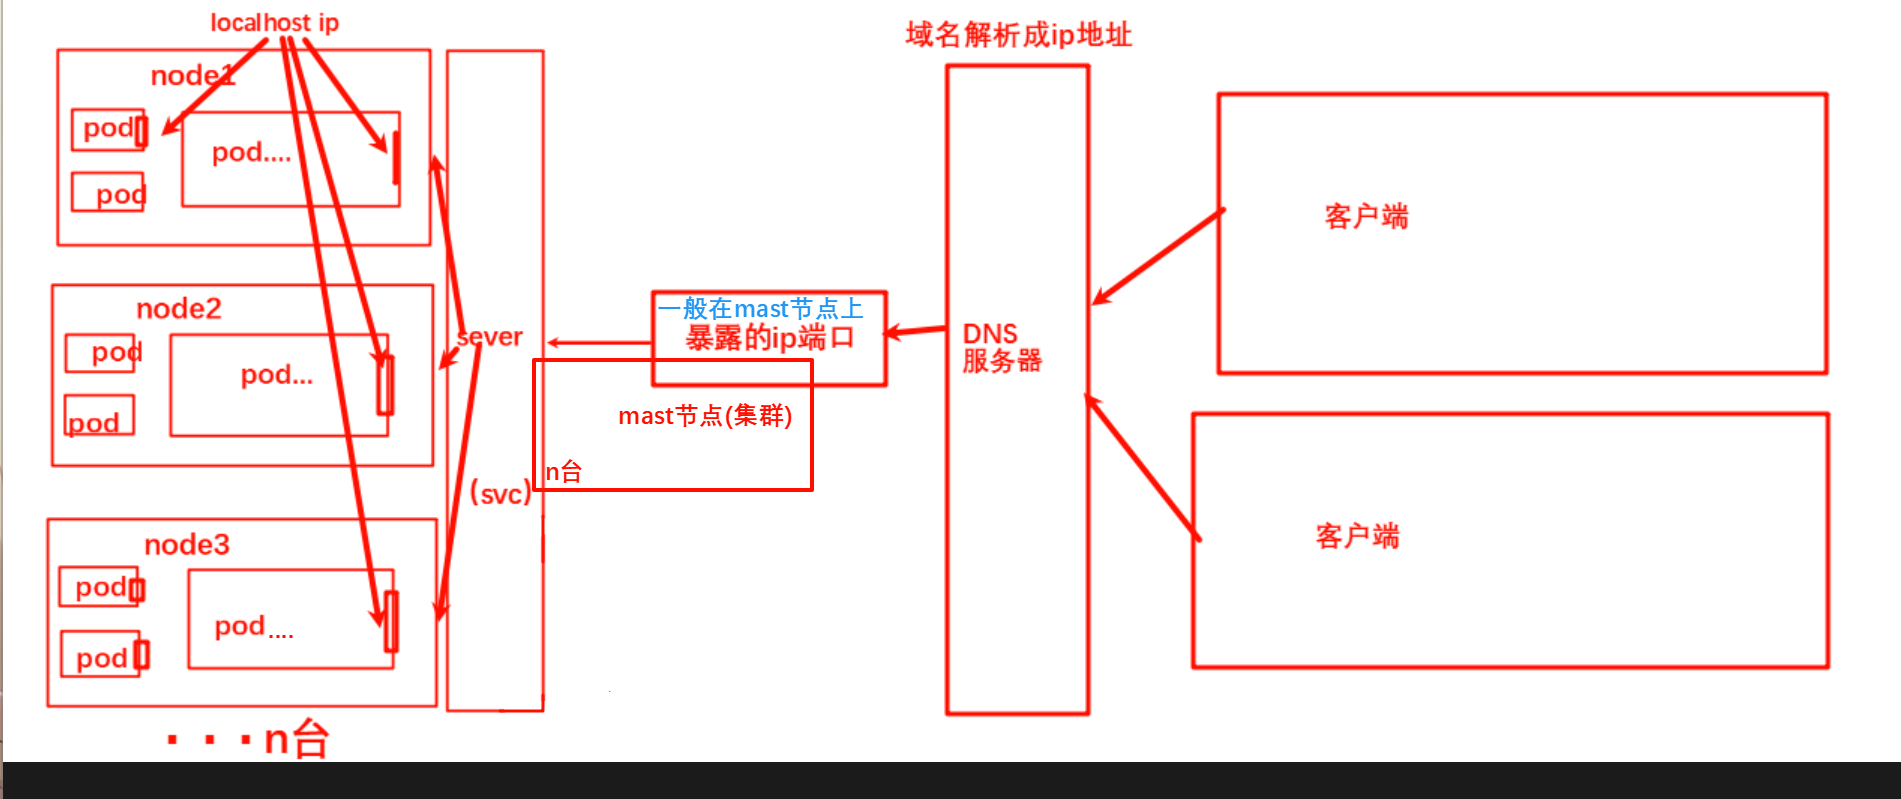 localhost ip
node1
pod
pod....
pod
node2
pod
pod...
pod
node3
pod
pod....
pod
···n台
sever
(svc)
一般在mast节点上
暴露的ip端口
mast节点(集群)
n台
域名解析成ip地址
DNS
服务器
客户端
客户端